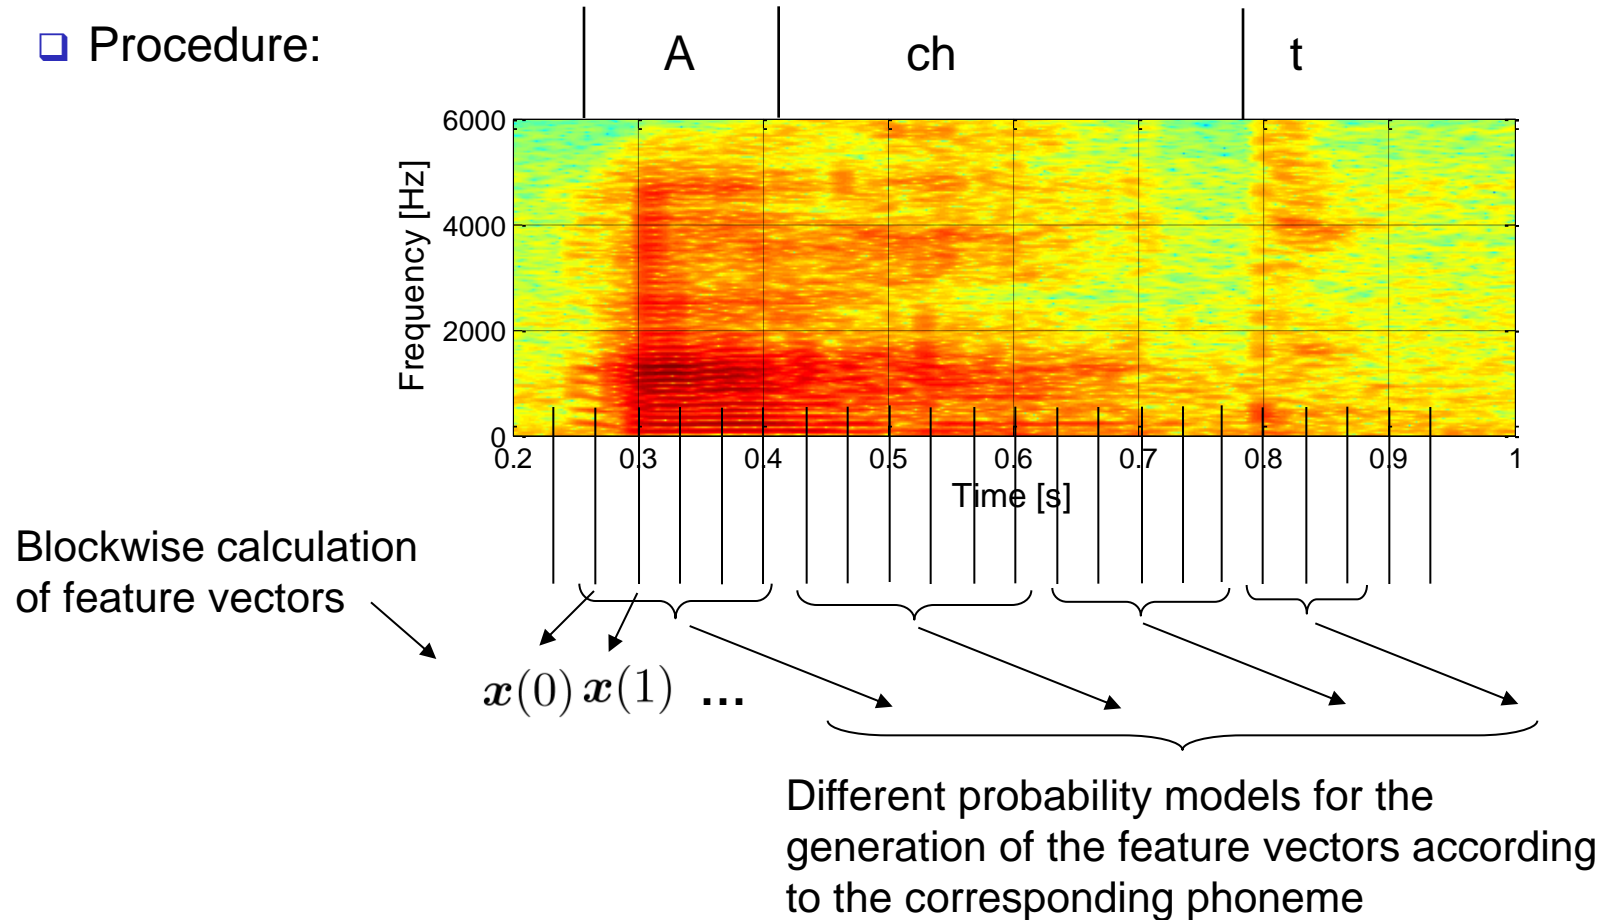 Procedure:
A ch t
6000
4000
2000
0
Frequency [Hz]
0.2 0.3 0.4 0.5 0.6 0.7 0.8 0.9 1
Time [s]
Blockwise calculation
of feature vectors
x(0) x(1) ...
Different probability models for the
generation of the feature vectors according
to the corresponding phoneme